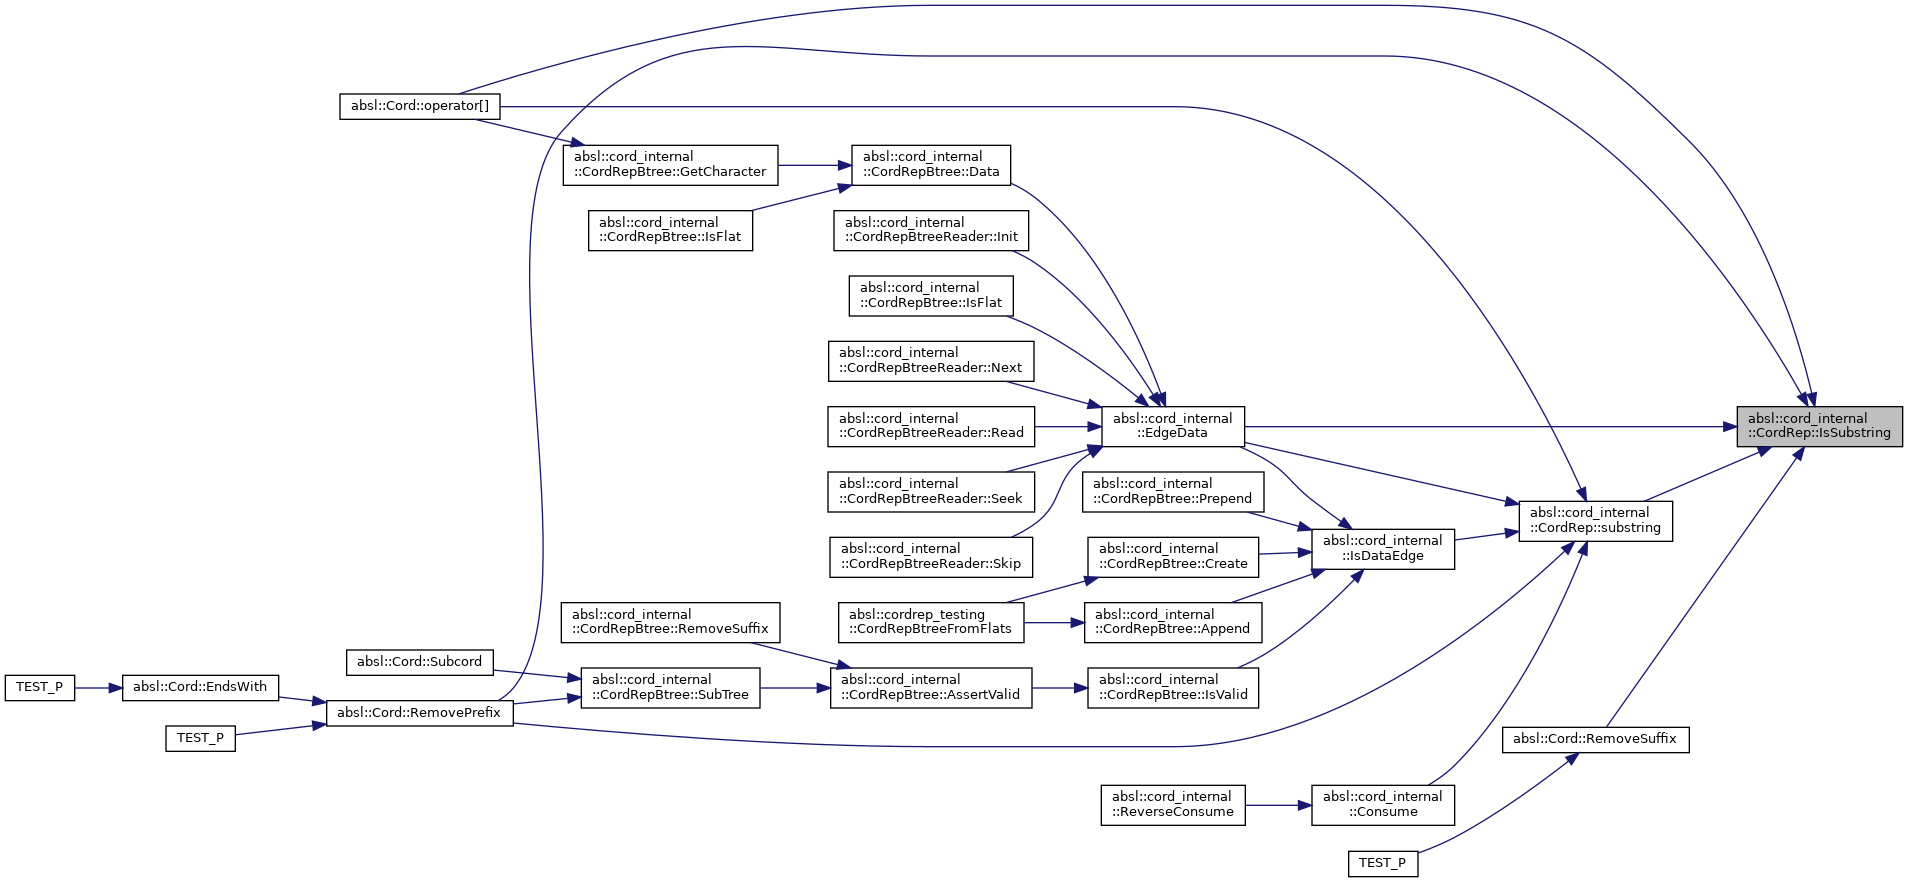 absl::Cord::operator[]
absl::cord_internal
::CordRepBtree::GetCharacter
absl::cord_internal
::CordRepBtree::Data
absl::cord_internal
::CordRepBtree::IsFlat
absl::cord_internal
::CordRepBtreeReader::Init
absl::cord_internal
::CordRepBtree::IsFlat
absl::cord_internal
::CordRepBtreeReader::Next
absl::cord_internal
::CordRepBtreeReader::Read
absl::cord_internal
::EdgeData
absl::cord_internal
::CordRep::IsSubstring
absl::cord_internal
::CordRepBtreeReader::Seek
absl::cord_internal
::CordRepBtree::Prepend
absl::cord_internal
::CordRep::substring
absl::cord_internal
::CordRepBtreeReader::Skip
absl::cord_internal
::CordRepBtree::Create
absl::cord_internal
::IsDataEdge
absl::cord_internal
::CordRepBtree::RemoveSuffix
absl::cordrep_testing
::CordRepBtreeFromFlats
absl::cord_internal
::CordRepBtree::Append
absl::Cord::Subcord
TEST_P
absl::Cord::EndsWith
absl::cord_internal
::CordRepBtree::SubTree
absl::cord_internal
::CordRepBtree::AssertValid
absl::cord_internal
::CordRepBtree::IsValid
absl::Cord::RemovePrefix
TEST_P
absl::Cord::RemoveSuffix
absl::cord_internal
::ReverseConsume
absl::cord_internal
::Consume
TEST_P